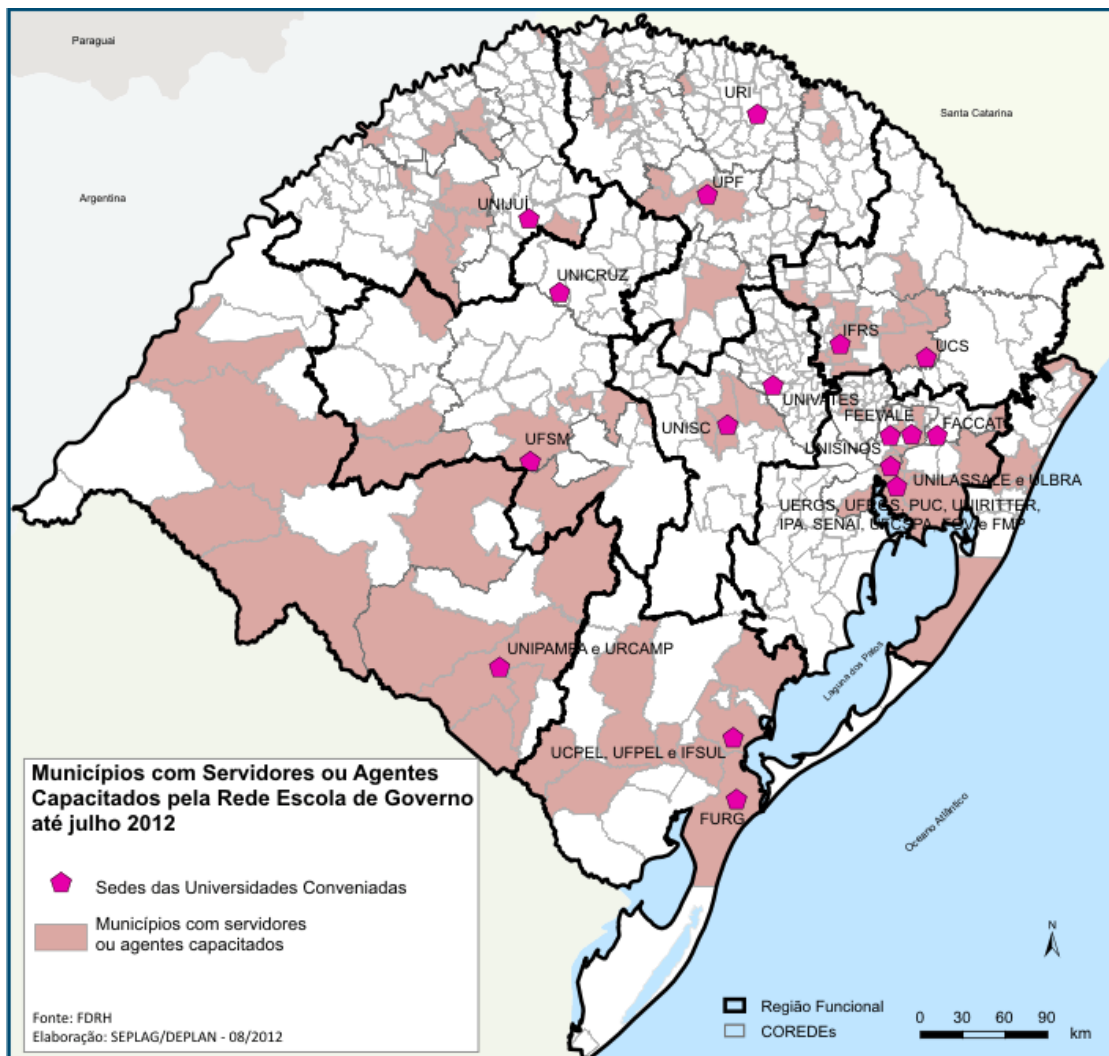 Paraguai
Santa Catarina
Argentina
URI
UPF
UNIJUÍ
UNICRUZ
IFRS
UCS
UNIVATES
FEEVALE
FACCAT
UNISC
UNISINOS
UFSM
UNILASSALE e ULBRA
UERGS, UFRGS, PUC, UNIRITTER,
IPA, SENAI, UFCSPA, FGV e FMP
UNIPAMPA e URCAMP
Laguna dos Patos
UCPEL, UFPEL e IFSUL
FURG
Oceano Atlântico
Municípios com Servidores ou Agentes
Capacitados pela Rede Escola de Governo
até julho 2012
Sedes das Universidades Conveniadas
Municípios com servidores
ou agentes capacitados
Fonte: FDRH
Elaboração: SEPLAG/DEPLAN - 08/2012
N
Região Funcional
COREDEs
0 30 60 90
km